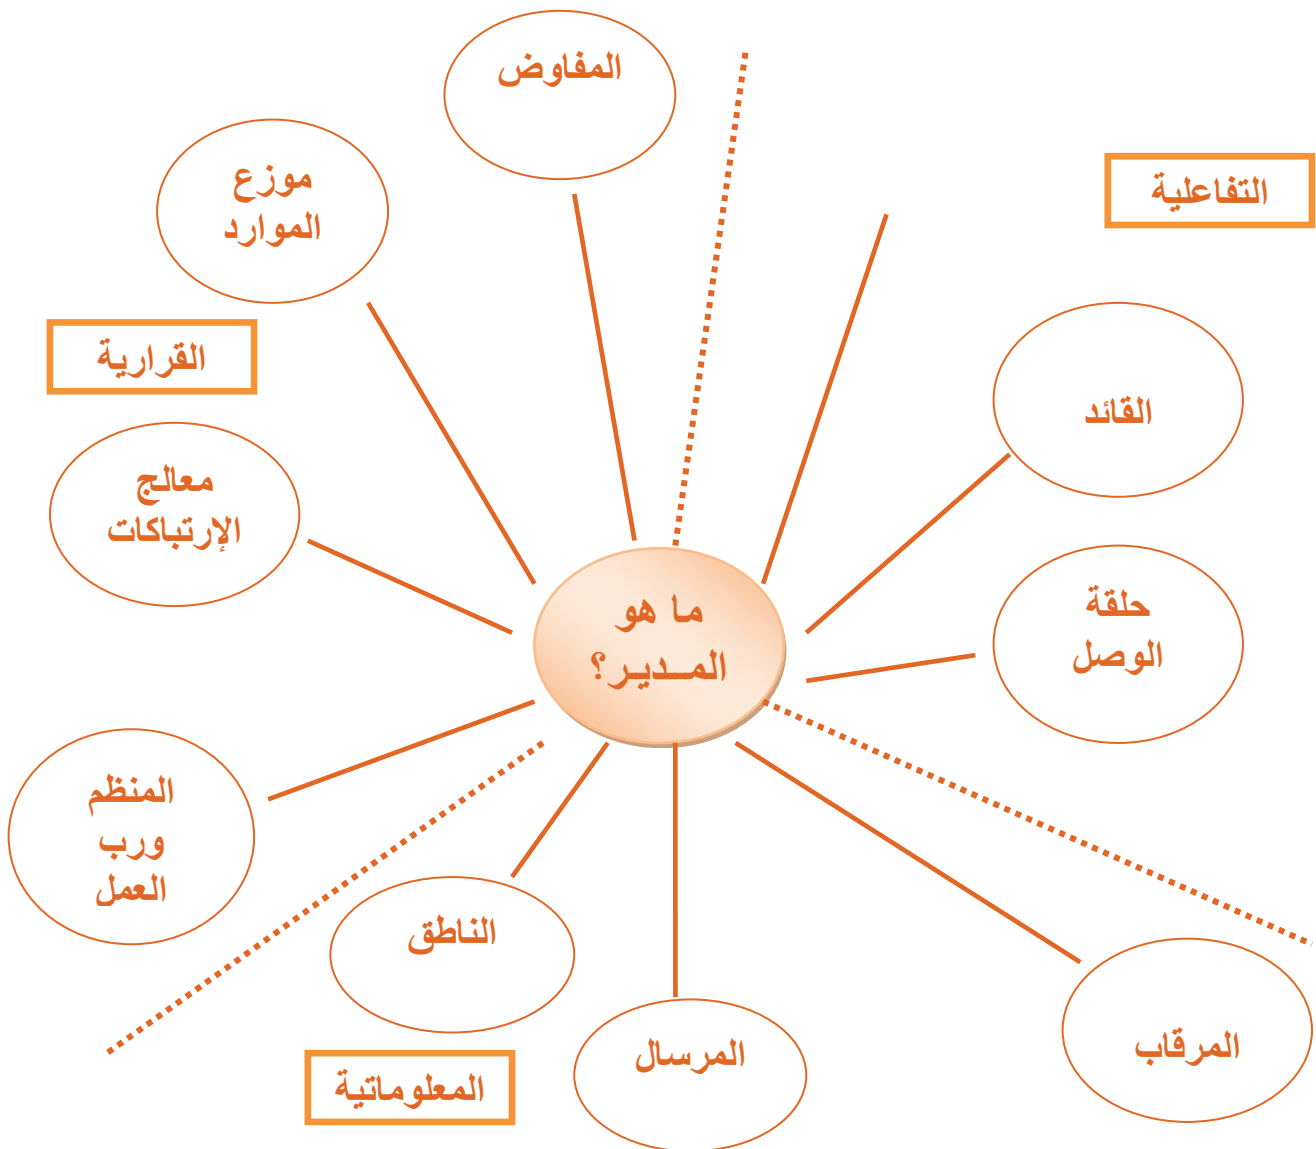 المفاوض
التفاعلية
موزع
الموارد
القرارية
القائد
معالج
الإرتباكات
ما هو
المــديـر؟
حلقة
الوصل
المنظم
ورب
العمل
الناطق
المرسال
المرقاب
المعلوماتية